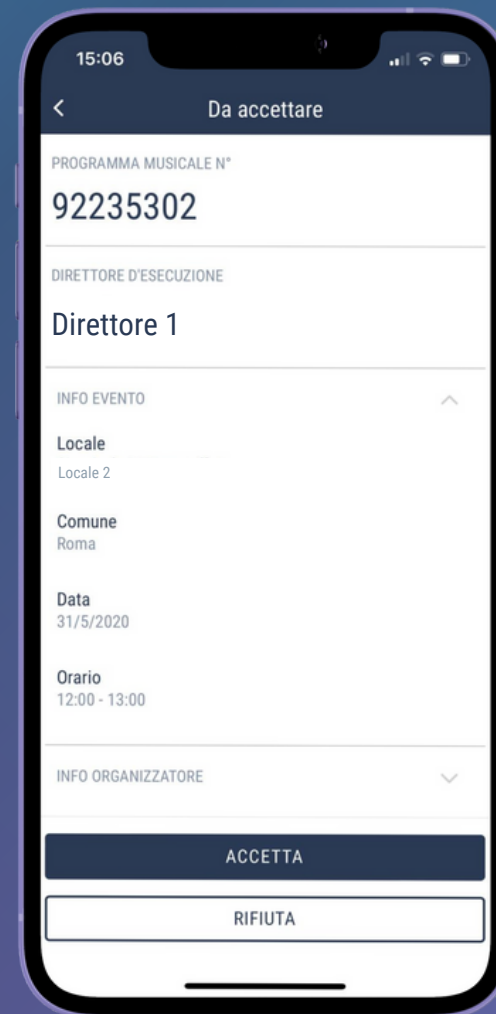 15:06
Da accettare
PROGRAMMA MUSICALE N°
92235302
DIRETTORE D'ESECUZIONE
Direttore 1
INFO EVENTO
Locale
Locale 2
Comune
Roma
Data
31/5/2020
Orario
12:00 - 13:00
INFO ORGANIZZATORE
ACCETTA
RIFIUTA